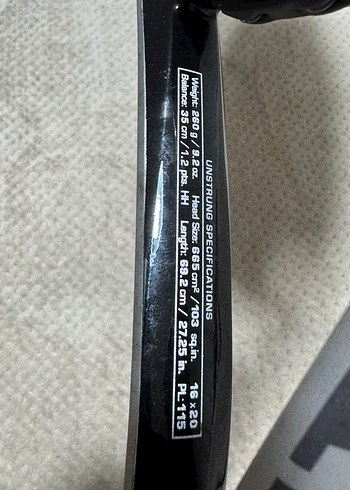 UNSTRUNG SPECIFICATIONS
Weight: 260 g / 9.2 oz. Head Size: 665 cm² / 103 sq.in. 16 x 20
Balance: 35 cm / 1.2 pts. HH Length: 69.2 cm / 27.25 in. PL:115